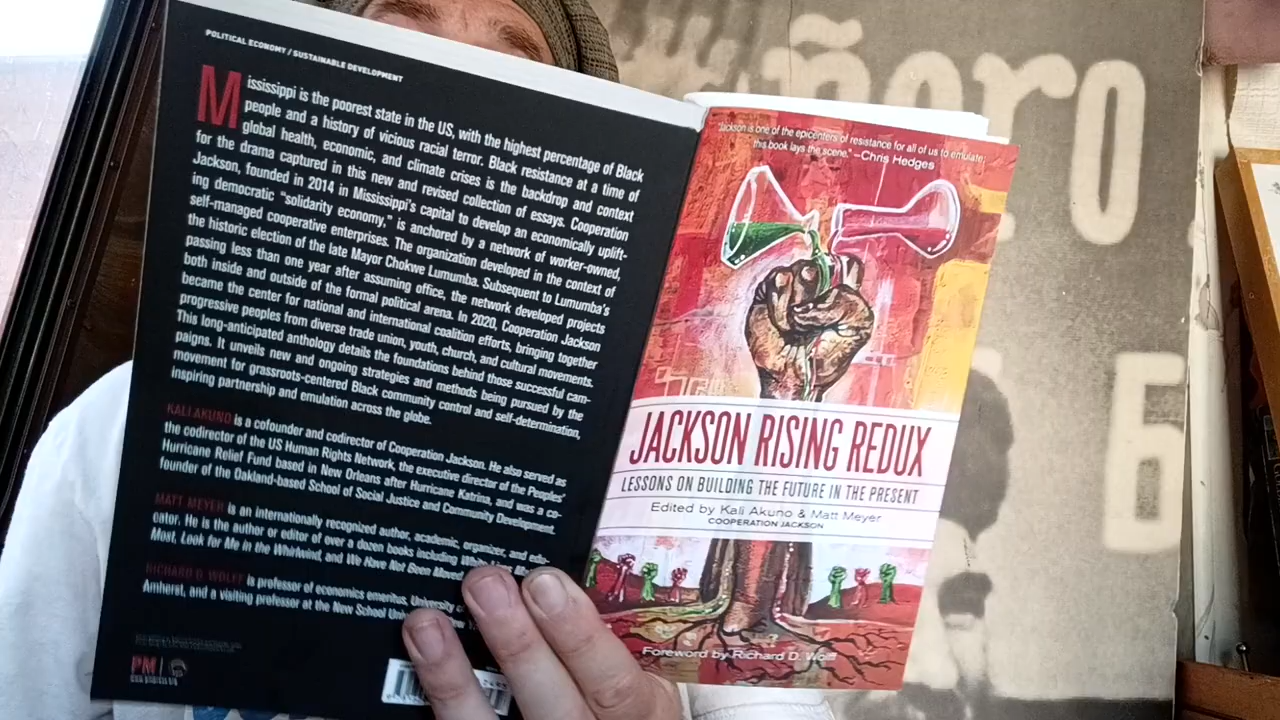 POLITICAL ECONOMY / SUSTAINABLE DEVELOPMENT
Mississippi is the poorest state in the US, with the highest percentage of Black
people and a history of vicious racial terror. Black resistance at a time of
global health, economic, and climate crises is the backdrop and context
for the drama captured in this new and revised collection of essays. Cooperation
Jackson, founded in 2014 in Mississippi's capital to develop an economically uplift-
ing democratic "solidarity economy," is anchored by a network of worker-owned,
self-managed cooperative enterprises. The organization developed in the context of
the historic election of the late Mayor Chokwe Lumumba. Subsequent to Lumumba's
passing less than one year after assuming office, the network developed projects
both inside and outside of the formal political arena. In 2020, Cooperation Jackson
became the center for national and international coalition efforts, bringing together
progressive peoples from diverse trade union, youth, church, and cultural movements.
This long-anticipated anthology details the foundations behind those successful cam-
paigns. It unveils new and ongoing strategies and methods being pursued by the
movement for grassroots-centered Black community control and self-determination,
inspiring partnership and emulation across the globe.
KALI AKUNO is a cofounder and codirector of Cooperation Jackson. He also served as
the codirector of the US Human Rights Network, the executive director of the Peoples'
Hurricane Relief Fund based in New Orleans after Hurricane Katrina, and was a co-
founder of the Oakland-based School of Social Justice and Community Development.
MATT MEYER is an internationally recognized author, academic, organizer, and edu-
cator. He is the author or editor of over a dozen books including White Lives
Most, Look for Me in the Whirlwind, and We Have Not Been Moved
RICHARD D. WOLFF is professor of economics emeritus, University
Amherst, and a visiting professor at the New School
PM
"Jackson is one of the epicenters of resistance for all of us to emulate;
this book lays the scene." —Chris Hedges
JACKSON RISING REDUX
LESSONS ON BUILDING THE FUTURE IN THE PRESENT
Edited by Kali Akuno & Matt Meyer
COOPERATION JACKSON
Foreword by Richard D. Wolff
ñero
6